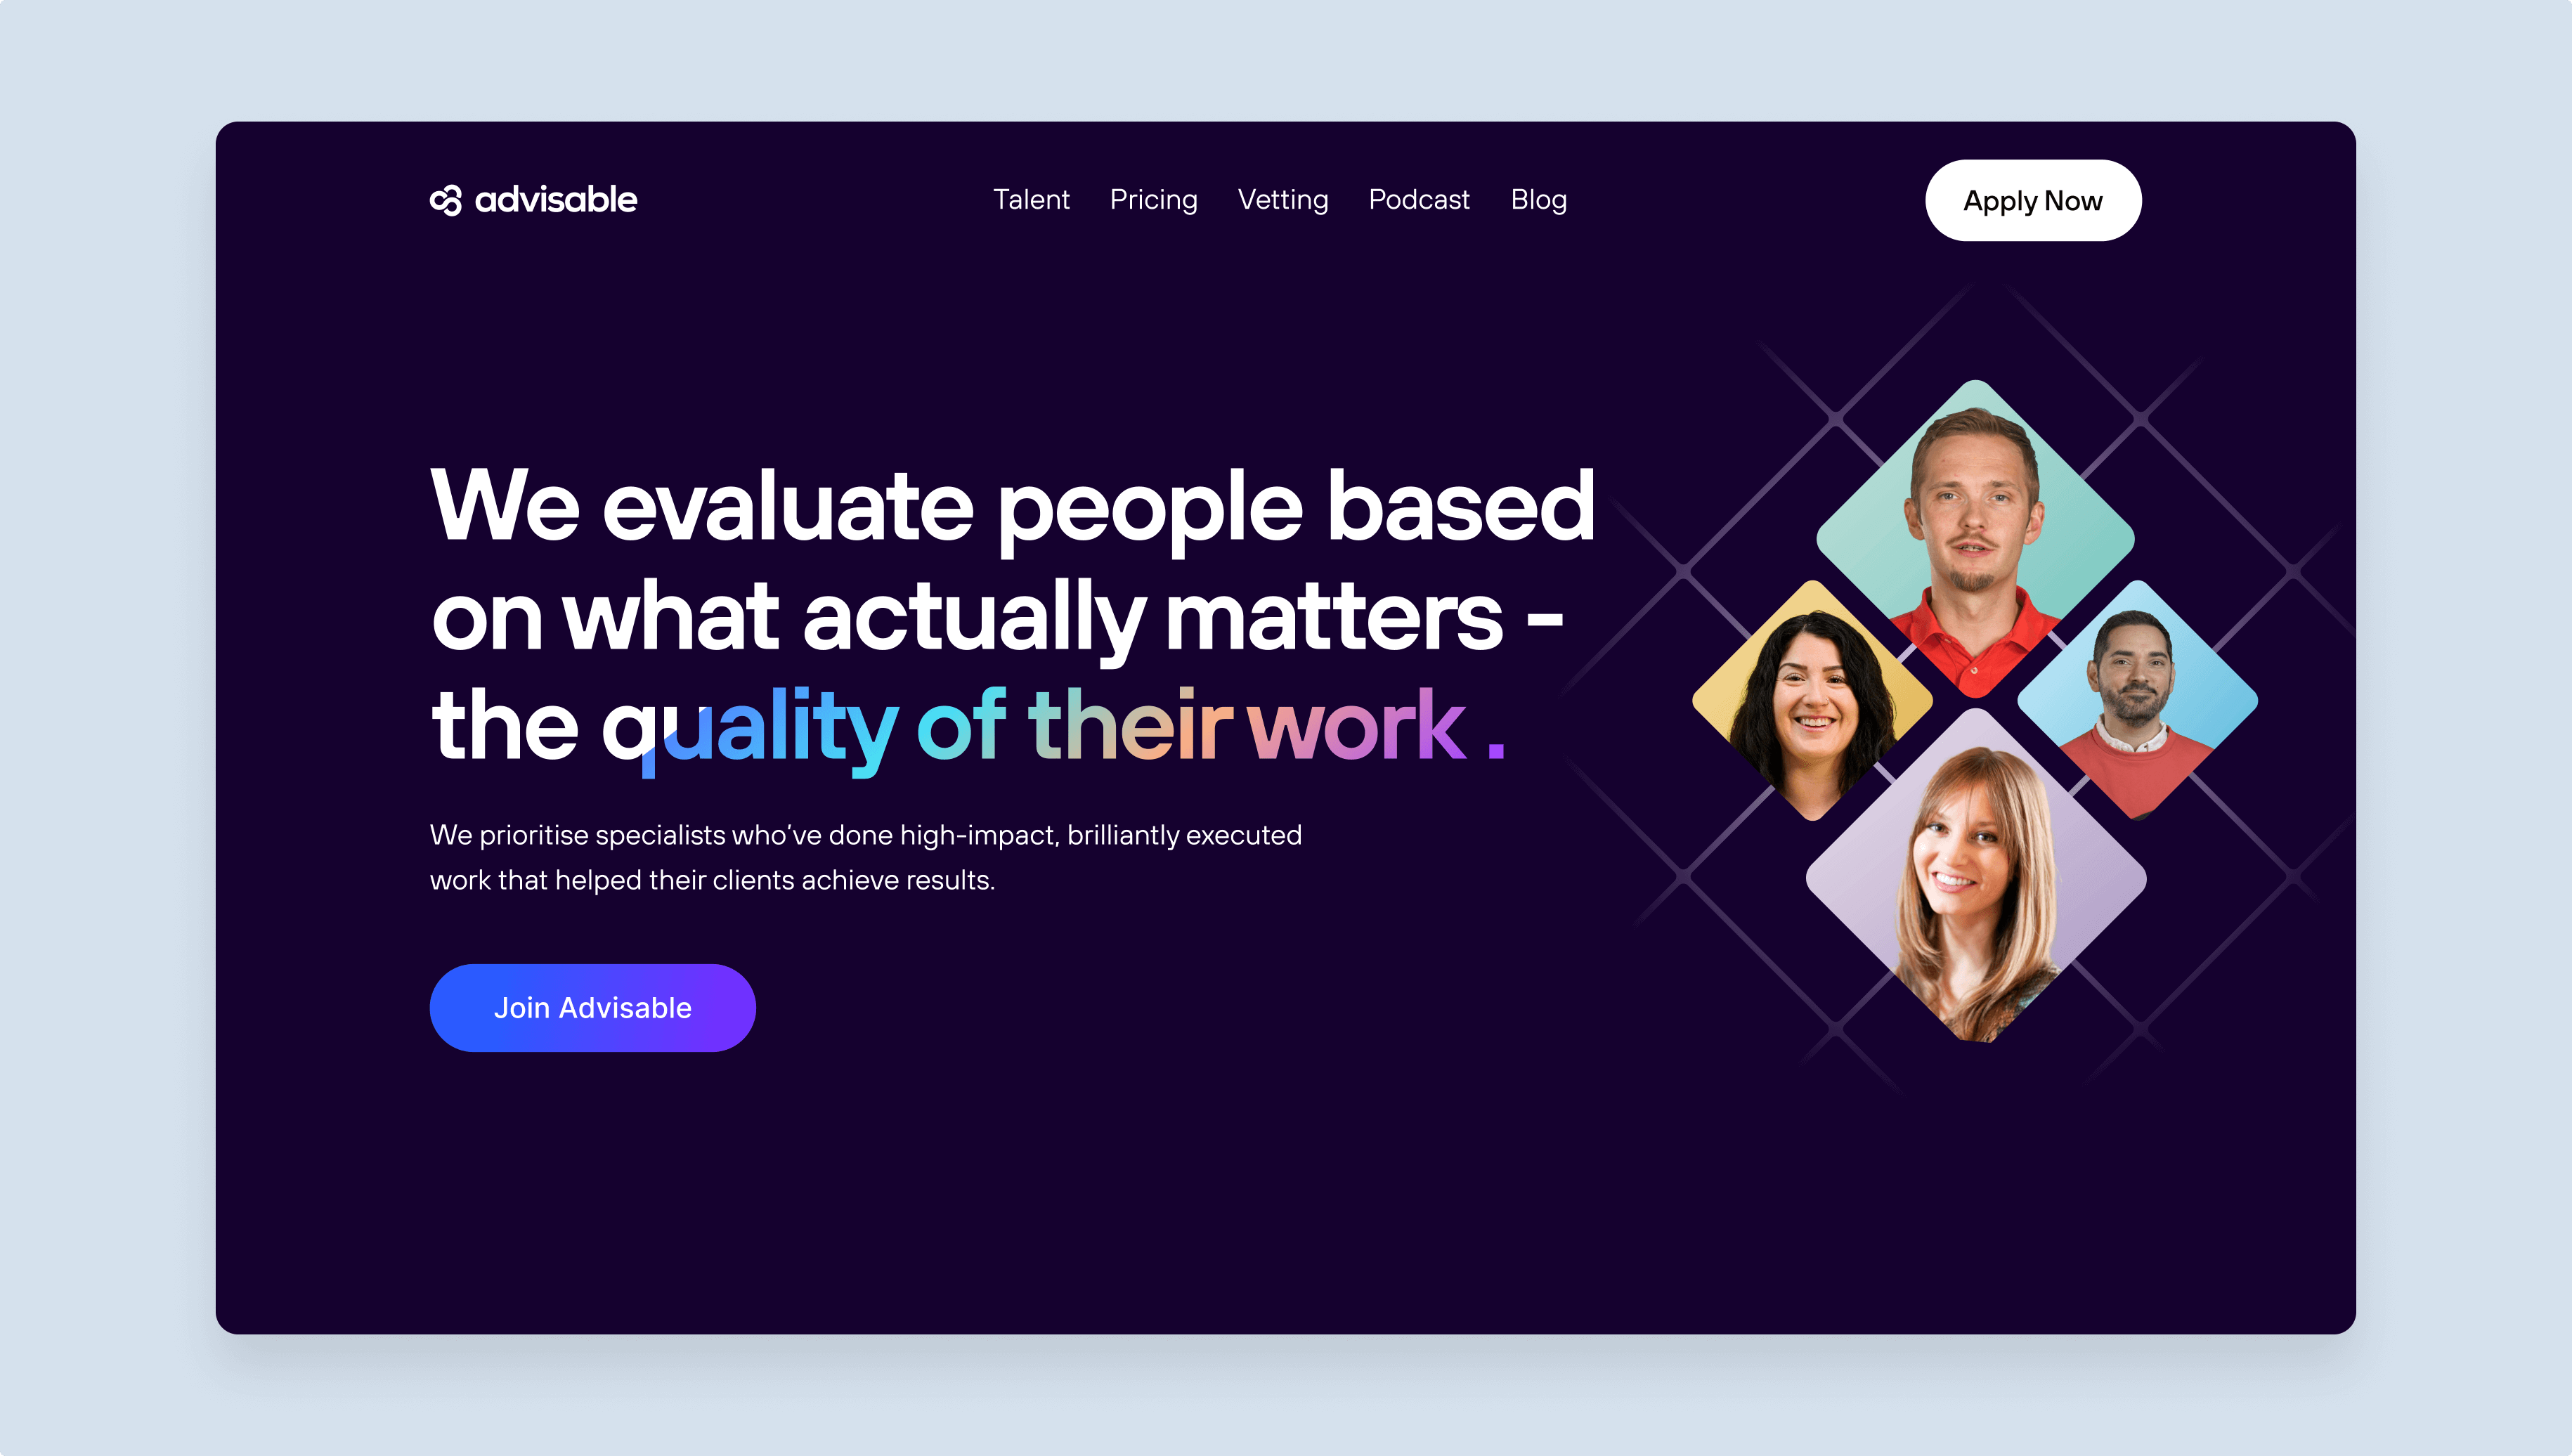 advisable
Talent Pricing Vetting Podcast Blog
Apply Now
We evaluate people based
on what actually matters -
the quality of their work .
We prioritise specialists who’ve done high-impact, brilliantly executed
work that helped their clients achieve results.
Join Advisable